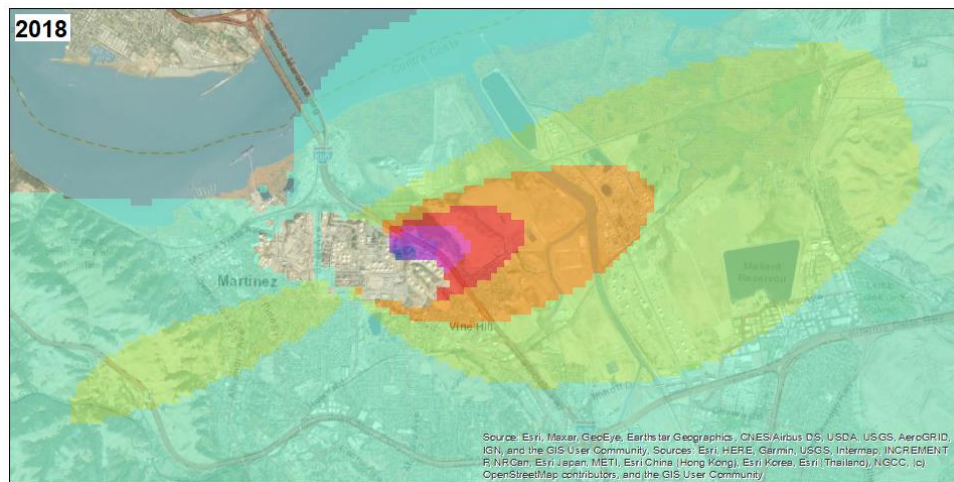 2018
Martinez
Vine Hill
Mallard
Reservoir
Source: Esri, Maxar, GeoEye, Earthstar Geographics, CNES/Airbus DS, USDA, USGS, AeroGRID,
IGN, and the GIS User Community, Sources: Esri, HERE, Garmin, USGS, Intermap, INCREMENT
P, NRCan, Esri Japan, METI, Esri China (Hong Kong), Esri Korea, Esri (Thailand), NGCC, (c)
OpenStreetMap contributors, and the GIS User Community